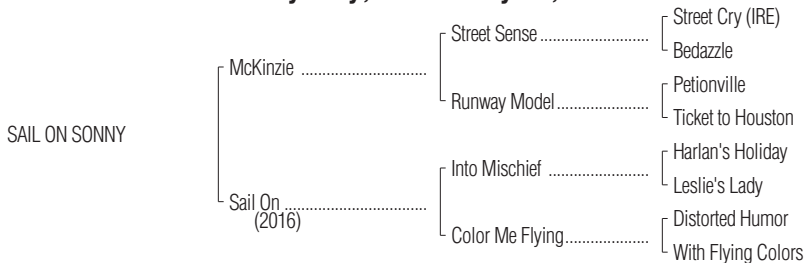 Street Cry (IRE)
Street Sense
Bedazzle
McKinzie
Petionville
Runway Model
Ticket to Houston
SAIL ON SONNY
Harlan's Holiday
Into Mischief
Leslie's Lady
Sail On
(2016)
Distorted Humor
Color Me Flying
With Flying Colors